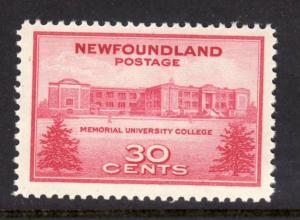 NEWFOUNDLAND
POSTAGE
MEMORIAL UNIVERSITY COLLEGE
30
CENTS